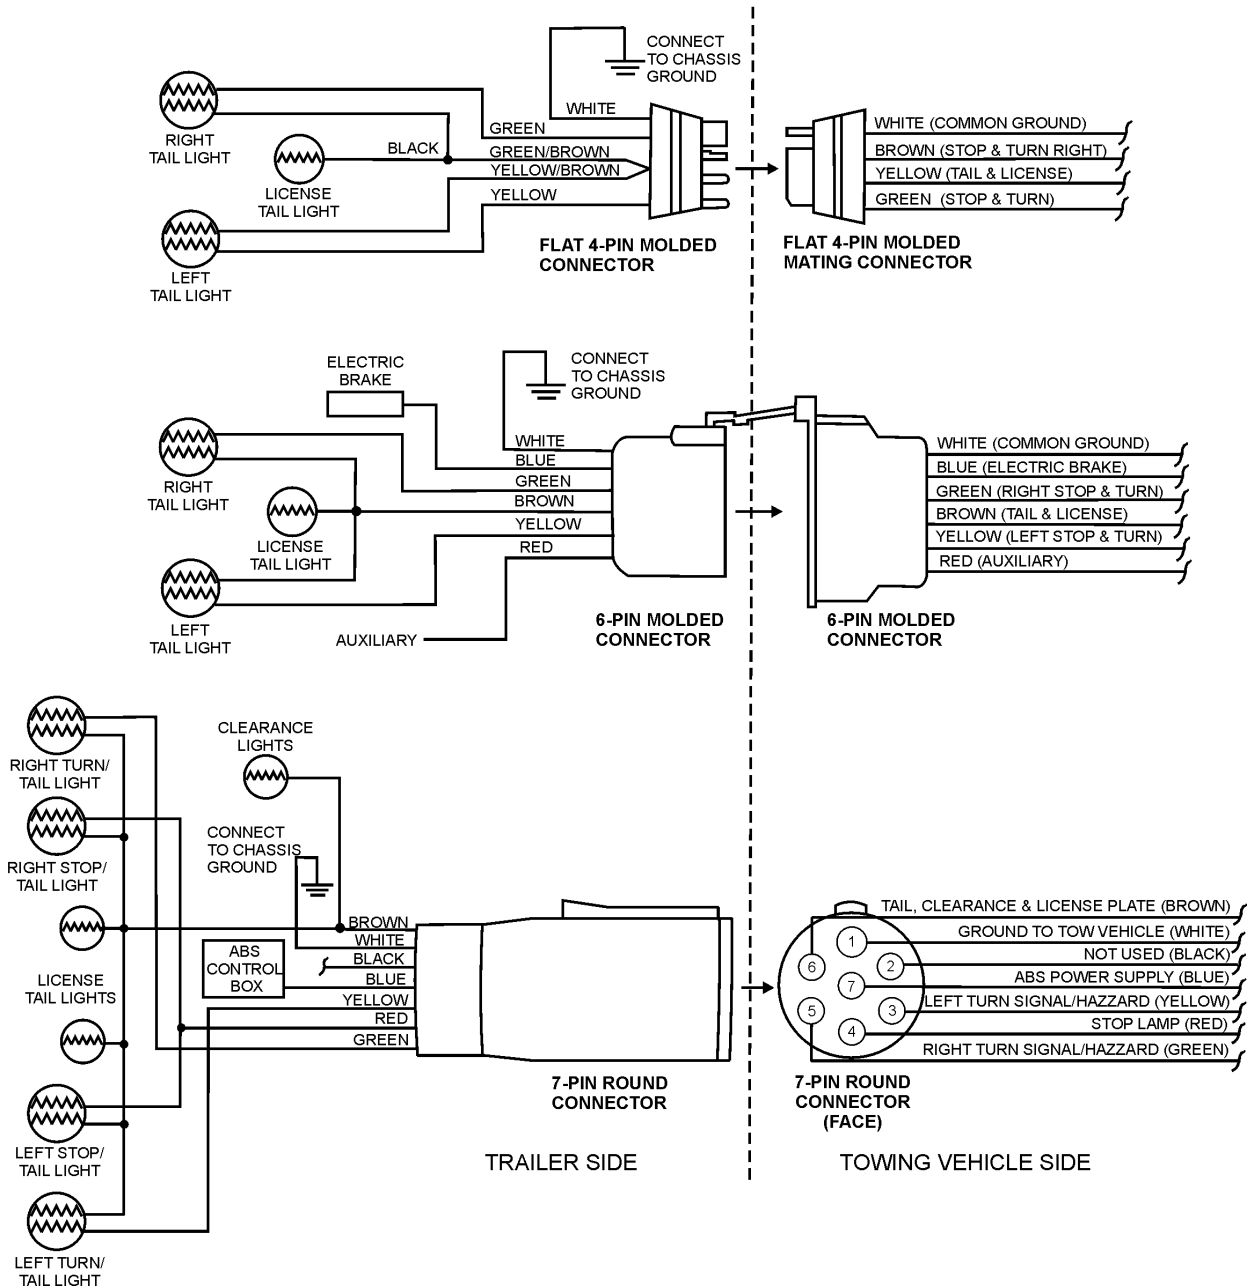 CONNECT
TO CHASSIS
GROUND
WHITE
RIGHT
TAIL LIGHT
GREEN
BLACK
GREEN/BROWN
YELLOW/BROWN
LICENSE
TAIL LIGHT
YELLOW
LEFT
TAIL LIGHT
FLAT 4-PIN MOLDED
CONNECTOR
WHITE (COMMON GROUND)
BROWN (STOP & TURN RIGHT)
YELLOW (TAIL & LICENSE)
GREEN (STOP & TURN)
FLAT 4-PIN MOLDED
MATING CONNECTOR
ELECTRIC
BRAKE
CONNECT
TO CHASSIS
GROUND
WHITE
BLUE
GREEN
BROWN
YELLOW
RED
RIGHT
TAIL LIGHT
LICENSE
TAIL LIGHT
LEFT
TAIL LIGHT
AUXILIARY
6-PIN MOLDED
CONNECTOR
WHITE (COMMON GROUND)
BLUE (ELECTRIC BRAKE)
GREEN (RIGHT STOP & TURN)
BROWN (TAIL & LICENSE)
YELLOW (LEFT STOP & TURN)
RED (AUXILIARY)
6-PIN MOLDED
CONNECTOR
RIGHT TURN/
TAIL LIGHT
CLEARANCE
LIGHTS
RIGHT STOP/
TAIL LIGHT
CONNECT
TO CHASSIS
GROUND
LICENSE
TAIL LIGHTS
ABS
CONTROL
BOX
BROWN
WHITE
BLACK
BLUE
YELLOW
RED
GREEN
LEFT STOP/
TAIL LIGHT
LEFT TURN/
TAIL LIGHT
7-PIN ROUND
CONNECTOR
TRAILER SIDE
1
6
2
7
5
3
4
TAIL, CLEARANCE & LICENSE PLATE (BROWN)
GROUND TO TOW VEHICLE (WHITE)
NOT USED (BLACK)
ABS POWER SUPPLY (BLUE)
LEFT TURN SIGNAL/HAZZARD (YELLOW)
STOP LAMP (RED)
RIGHT TURN SIGNAL/HAZZARD (GREEN)
7-PIN ROUND
CONNECTOR
(FACE)
TOWING VEHICLE SIDE